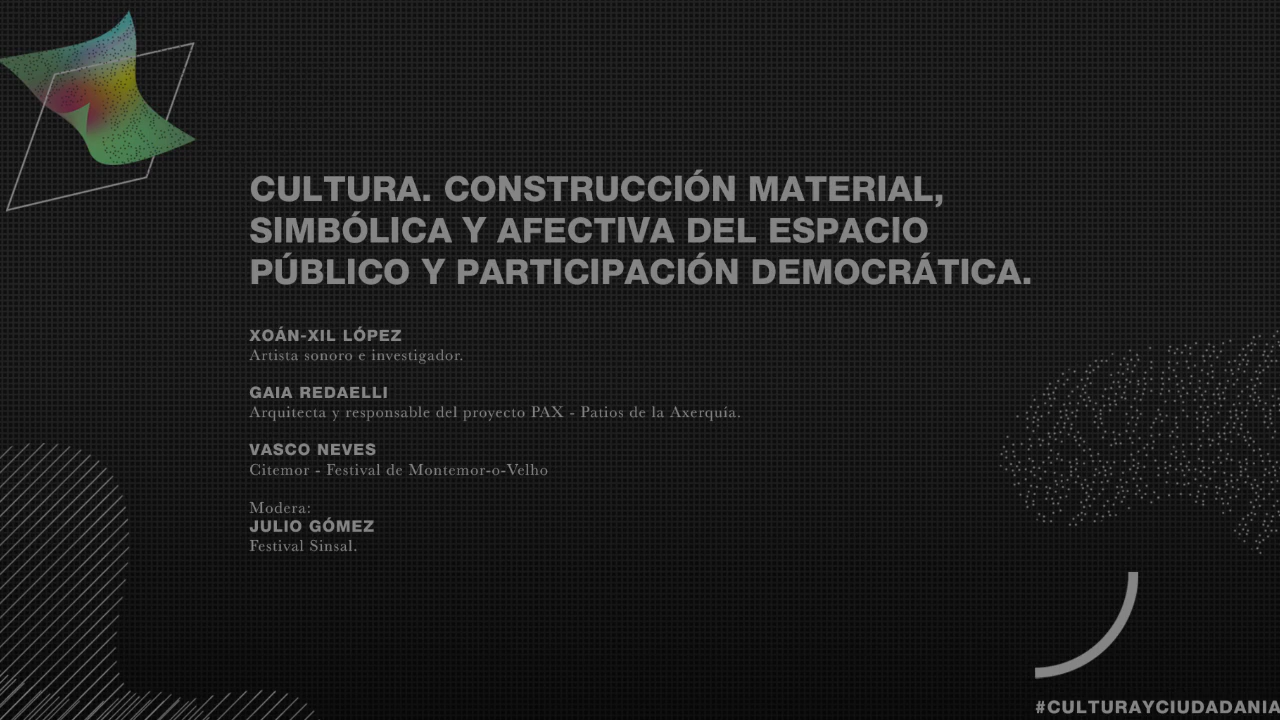 CULTURA. CONSTRUCCIÓN MATERIAL,
SIMBÓLICA Y AFECTIVA DEL ESPACIO
PÚBLICO Y PARTICIPACIÓN DEMOCRÁTICA.
XOÁN-XIL LÓPEZ
Artista sonoro e investigador.
GAIA REDAELLI
Arquitecta y responsable del proyecto PAX - Patios de la Axerquía.
VASCO NEVES
Citemor - Festival de Montemor-o-Velho
Modera:
JULIO GÓMEZ
Festival Sinsal.
#CULTURAYCIUDADANIA